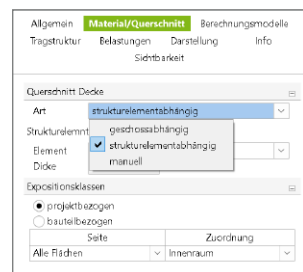 Allgemein Material/Querschnitt Berechnungsmodelle
Tragstruktur Belastungen Darstellung Info
Sichtbarkeit
Querschnitt Decke
Art strukturelementabhängig
geschossabhängig
Strukturelemnt
strukturelementabhängig
Element
manuell
Dicke
Expositionsklassen
projektbezogen
bauteilbezogen
Seite Zuordnung
Alle Flächen Innenraum